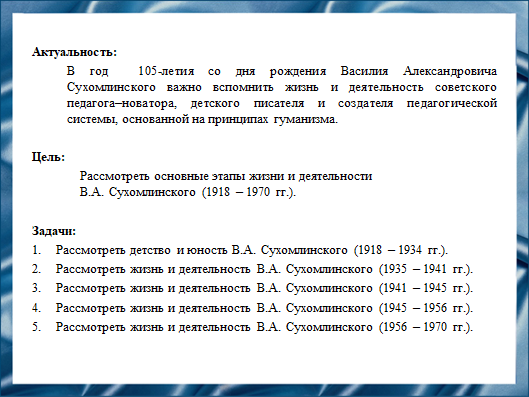 Актуальность:
В год 105-летия со дня рождения Василия Александровича
Сухомлинского важно вспомнить жизнь и деятельность советского
педагога–новатора, детского писателя и создателя педагогической
системы, основанной на принципах гуманизма.
Цель:
Рассмотреть основные этапы жизни и деятельности
В.А. Сухомлинского (1918 – 1970 гг.).
Задачи:
1. Рассмотреть детство и юность В.А. Сухомлинского (1918 – 1934 гг.).
2. Рассмотреть жизнь и деятельность В.А. Сухомлинского (1935 – 1941 гг.).
3. Рассмотреть жизнь и деятельность В.А. Сухомлинского (1941 – 1945 гг.).
4. Рассмотреть жизнь и деятельность В.А. Сухомлинского (1945 – 1956 гг.).
5. Рассмотреть жизнь и деятельность В.А. Сухомлинского (1956 – 1970 гг.).